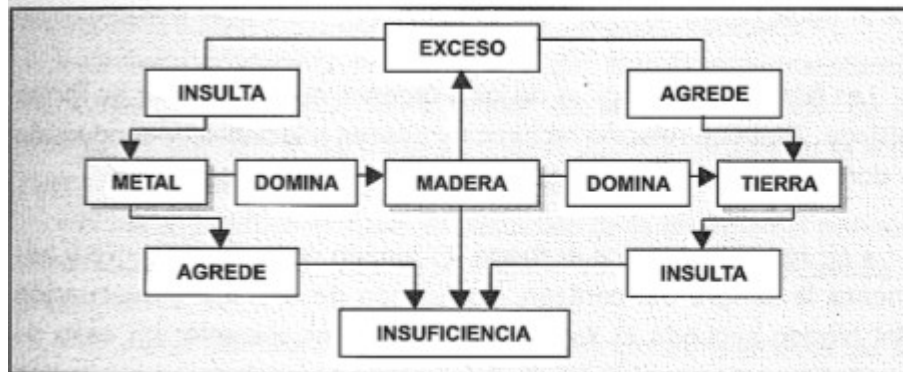 EXCESO
INSULTA
AGREDE
METAL
DOMINA
MADERA
DOMINA
TIERRA
AGREDE
INSULTA
INSUFICIENCIA